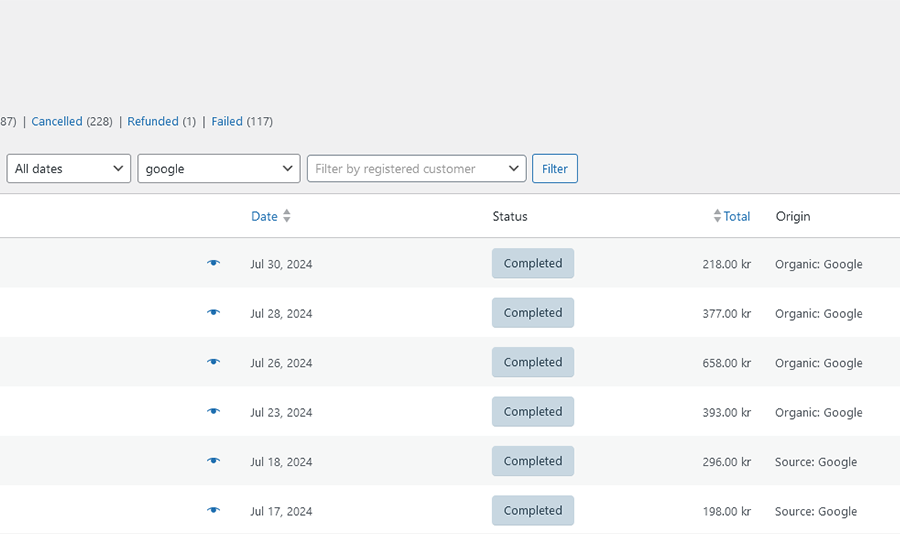 87) | Cancelled (228) | Refunded (1) | Failed (117)
All dates google Filter by registered customer Filter
Date Status Total Origin
Jul 30, 2024 Completed 218.00 kr Organic: Google
Jul 28, 2024 Completed 377.00 kr Organic: Google
Jul 26, 2024 Completed 658.00 kr Organic: Google
Jul 23, 2024 Completed 393.00 kr Organic: Google
Jul 18, 2024 Completed 296.00 kr Source: Google
Jul 17, 2024 Completed 198.00 kr Source: Google